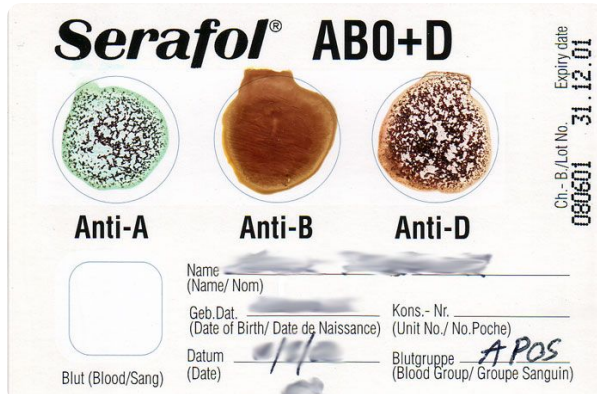 Serafol® ABO+D
Anti-A Anti-B Anti-D
Ch.- B./Lot No. Expiry date
080601 31.12.01
Name
(Name/ Nom)
Geb.Dat.
(Date of Birth/ Date de Naissance)
Kons.- Nr.
(Unit No./ No.Poche)
Datum
(Date)
Blutgruppe A POS
(Blood Group/ Groupe Sanguin)
Blut (Blood/Sang)